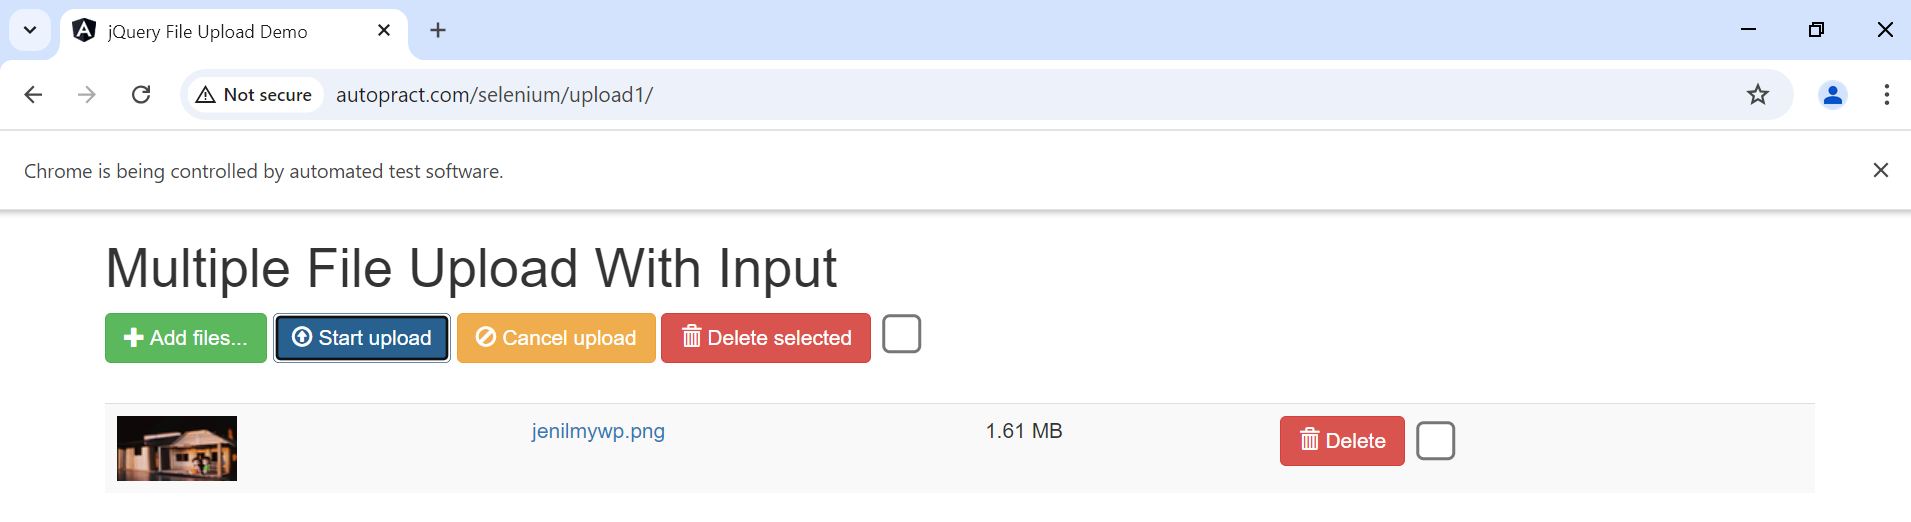 jQuery File Upload Demo
Not secure autopract.com/selenium/upload1/
Chrome is being controlled by automated test software.
Multiple File Upload With Input
Add files... Start upload Cancel upload Delete selected
jenilmywp.png 1.61 MB Delete